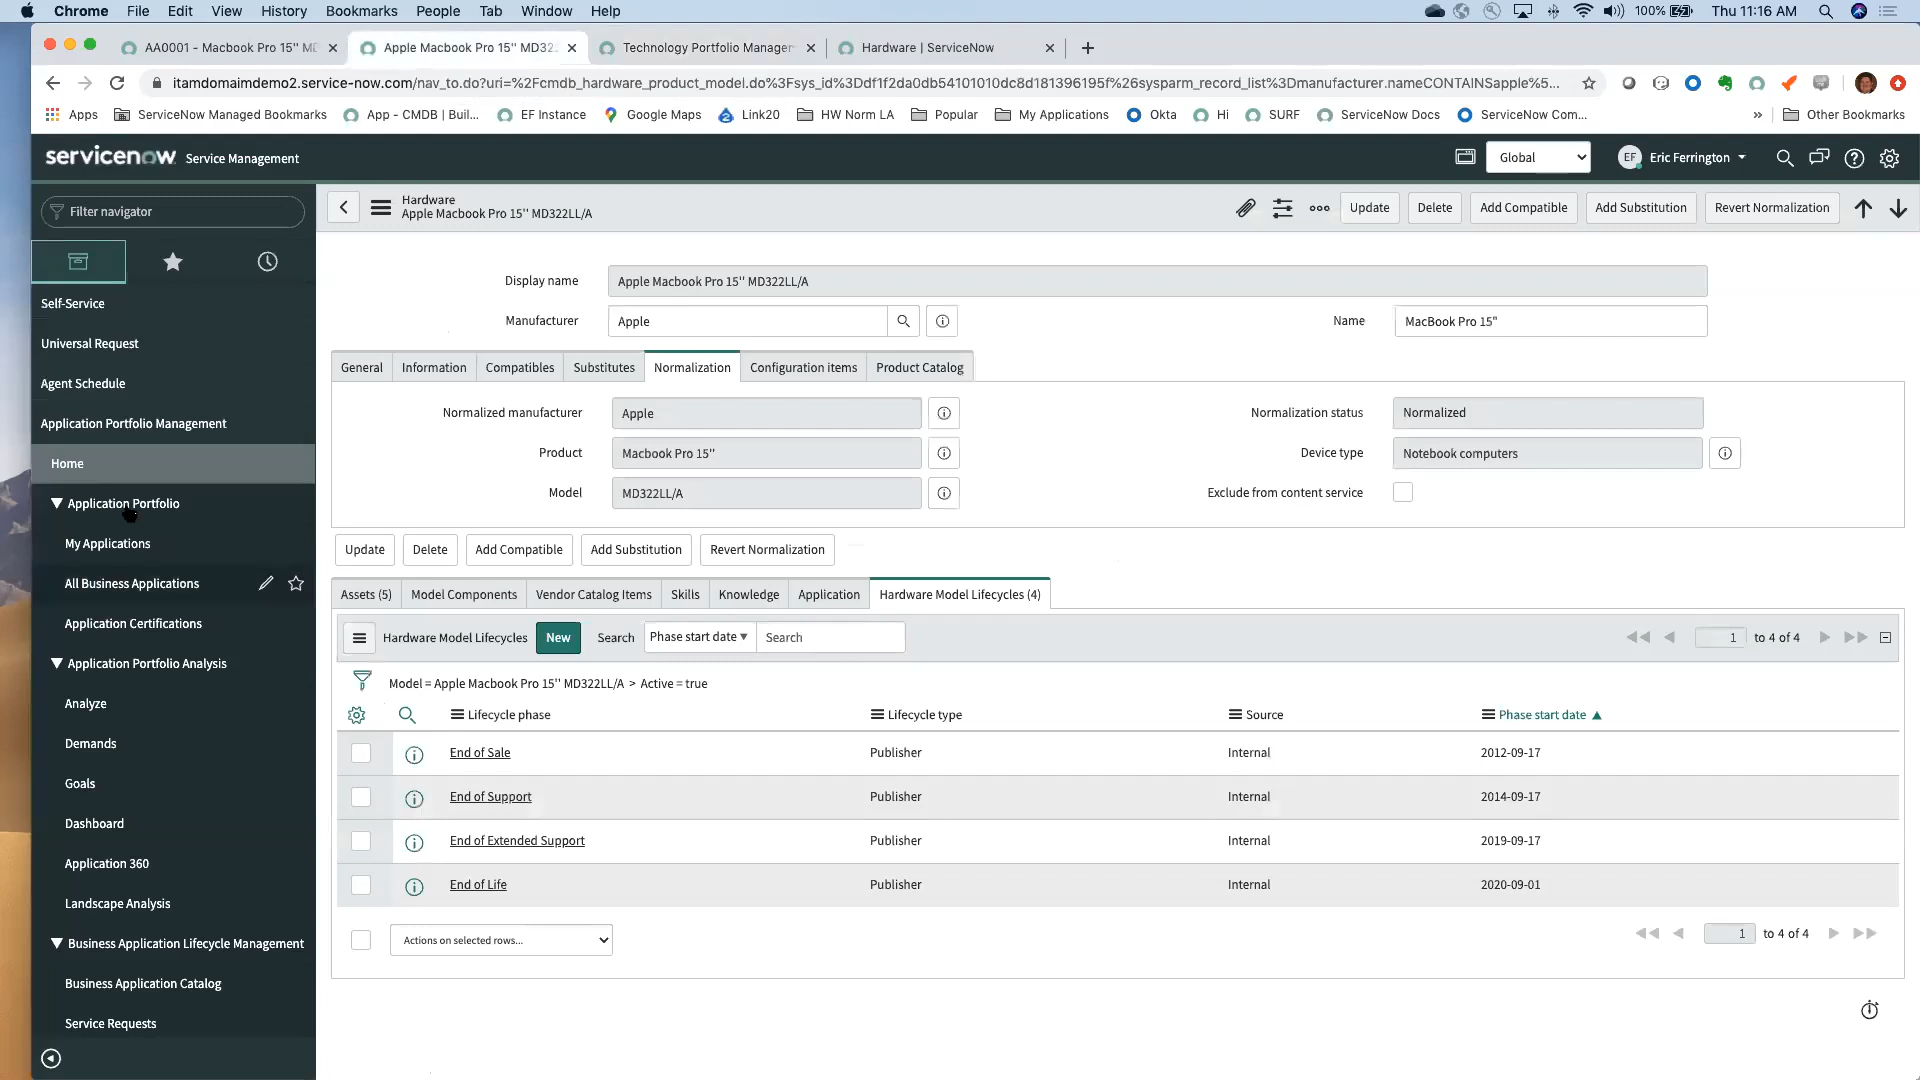 Chrome File Edit View History Bookmarks People Tab Window Help 100% Thu 11:16 AM
AA0001 - Macbook Pro 15'' MD Apple Macbook Pro 15'' MD32 Technology Portfolio Manager Hardware | ServiceNow
itamdomaimdemo2.service-now.com/nav_to.do?uri=%2Fcmdb_hardware_product_model.do%3Fsys_id%3Ddf1f2da0db54101010dc8d181396195f%26sysparm_record_list%3Dmanufacturer.nameCONTAINSapple%5...
Apps ServiceNow Managed Bookmarks App - CMDB | Buil... EF Instance Google Maps Link20 HW Norm LA Popular My Applications Okta Hi SURF ServiceNow Docs ServiceNow Com... » Other Bookmarks
servicenow Service Management Global EF Eric Ferrington
Filter navigator
Self-Service
Universal Request
Agent Schedule
Application Portfolio Management
Home
Application Portfolio
My Applications
All Business Applications
Application Certifications
Application Portfolio Analysis
Analyze
Demands
Goals
Dashboard
Application 360
Landscape Analysis
Business Application Lifecycle Management
Business Application Catalog
Service Requests
Hardware
Apple Macbook Pro 15'' MD322LL/A
Update Delete Add Compatible Add Substitution Revert Normalization
Display name Apple Macbook Pro 15'' MD322LL/A
Manufacturer Apple Name MacBook Pro 15"
General Information Compatibles Substitutes Normalization Configuration items Product Catalog
Normalized manufacturer Apple Normalization status Normalized
Product Macbook Pro 15'' Device type Notebook computers
Model MD322LL/A Exclude from content service
Update Delete Add Compatible Add Substitution Revert Normalization
Assets (5) Model Components Vendor Catalog Items Skills Knowledge Application Hardware Model Lifecycles (4)
Hardware Model Lifecycles New Search Phase start date ▼ Search 1 to 4 of 4
Model = Apple Macbook Pro 15'' MD322LL/A > Active = true
Lifecycle phase Lifecycle type Source Phase start date ▲
End of Sale Publisher Internal 2012-09-17
End of Support Publisher Internal 2014-09-17
End of Extended Support Publisher Internal 2019-09-17
End of Life Publisher Internal 2020-09-01
Actions on selected rows... 1 to 4 of 4